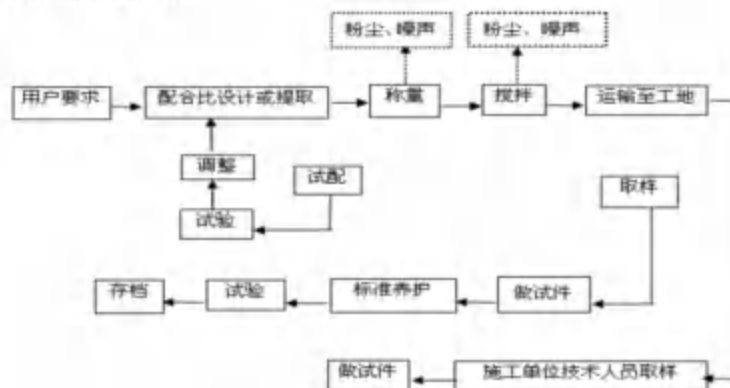 粉尘、噪声
粉尘、噪声
用户要求
配合比设计或提取
称量
搅拌
运输至工地
调整
试配
取样
试验
存档
试验
标准养护
做试件
做试件
施工单位技术人员取样